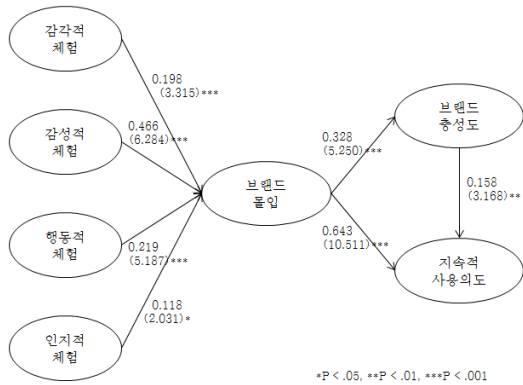 감각적
체험
0.198
(3.315)***
감성적
체험
0.466
(6.284)***
브랜드
충성도
0.328
(5.250)***
브랜드
몰입
0.158
(3.168)**
행동적
체험
0.219
(5.187)***
0.643
(10.511)***
지속적
사용의도
0.118
(2.031)*
인지적
체험
*P<.05, **P<.01, ***P<.001